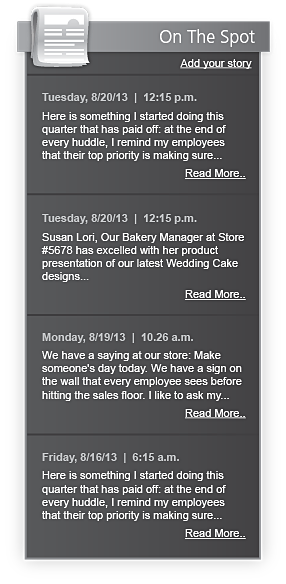 On The Spot
Add your story
Tuesday, 8/20/13 | 12:15 p.m.
Here is something I started doing this
quarter that has paid off: at the end of
every huddle, I remind my employees
that their top priority is making sure...
Read More..
Tuesday, 8/20/13 | 12:15 p.m.
Susan Lori, Our Bakery Manager at Store
#5678 has excelled with her product
presentation of our latest Wedding Cake
designs...
Read More..
Monday, 8/19/13 | 10.26 a.m.
We have a saying at our store: Make
someone's day today. We have a sign on
the wall that every employee sees before
hitting the sales floor. I like to ask my...
Read More..
Friday, 8/16/13 | 6:15 a.m.
Here is something I started doing this
quarter that has paid off: at the end of
every huddle, I remind my employees
that their top priority is making sure...
Read More..